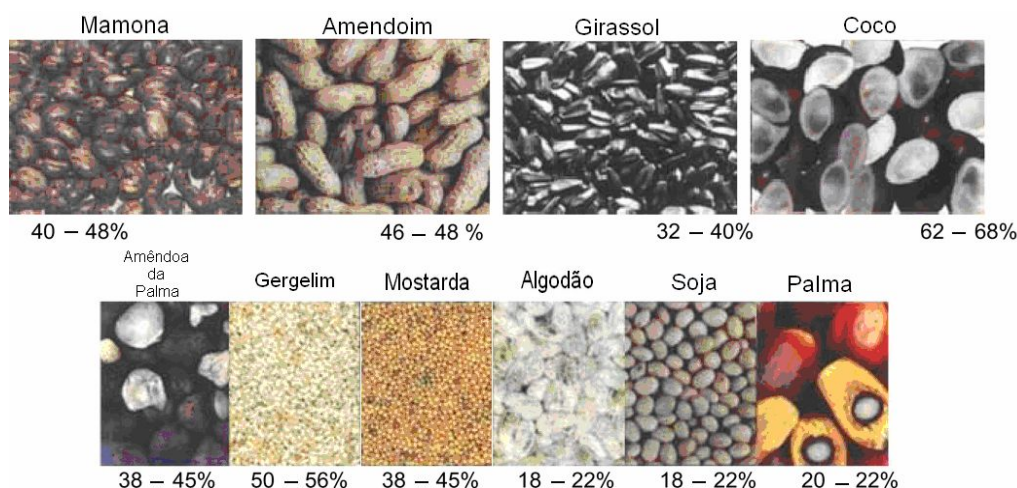 Mamona
Amendoim
Girassol
Coco
40 – 48%
46 – 48 %
32 – 40%
62 – 68%
Amêndoa
da
Palma
Gergelim
Mostarda
Algodão
Soja
Palma
38 – 45%
50 – 56%
38 – 45%
18 – 22%
18 – 22%
20 – 22%